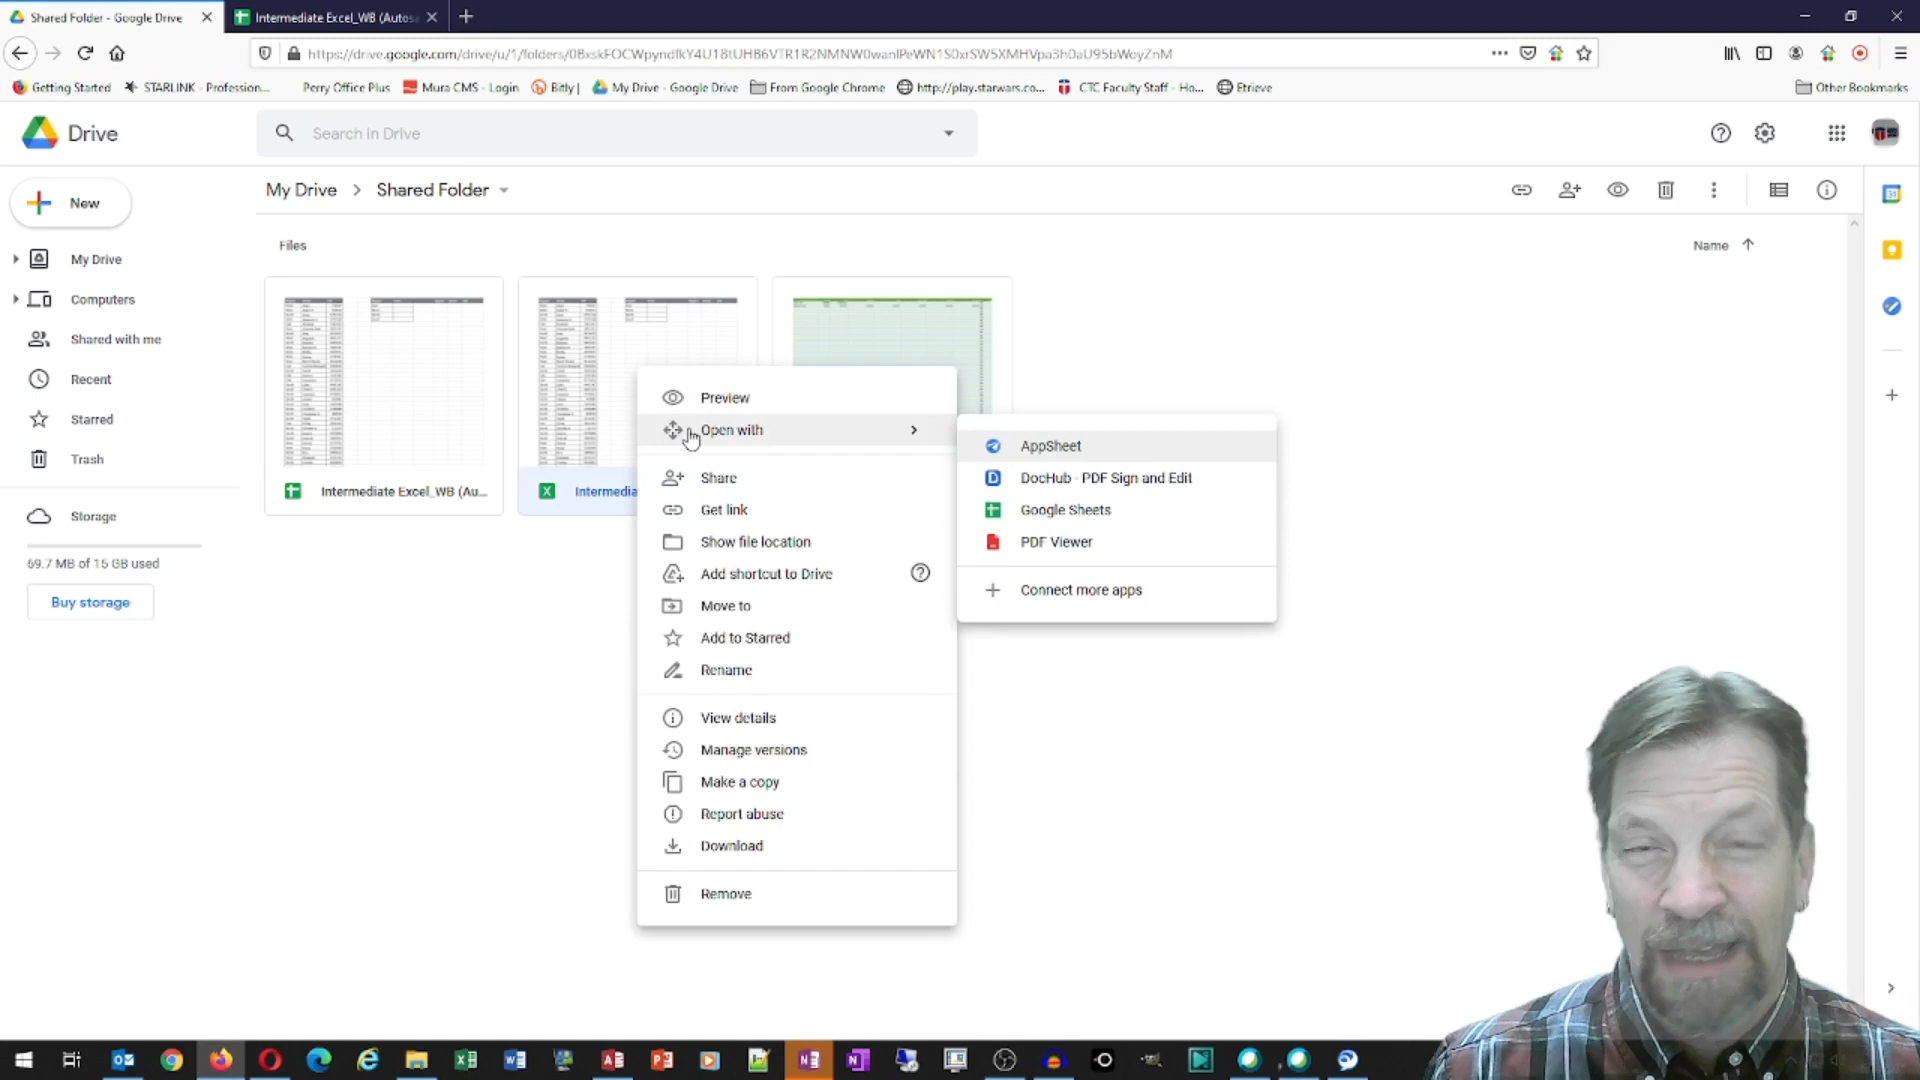 Shared Folder - Google Drive
Intermediate Excel_WB (Autos
https://drive.google.com/drive/u/1/folders/
Getting Started
STARLINK - Profession...
Perry Office Plus
Mura CMS - Login
Bitly |
My Drive - Google Drive
From Google Chrome
http://play.starwars.co...
CTC Faculty Staff - Ho...
Etrieve
Other Bookmarks
Drive
Search in Drive
New
My Drive > Shared Folder
My Drive
Computers
Shared with me
Recent
Starred
Trash
Storage
69.7 MB of 15 GB used
Buy storage
Files
Name
Intermediate Excel_WB (Au...
Intermedia
Preview
Open with
Share
Get link
Show file location
Add shortcut to Drive
Move to
Add to Starred
Rename
View details
Manage versions
Make a copy
Report abuse
Download
Remove
AppSheet
DocHub - PDF Sign and Edit
Google Sheets
PDF Viewer
Connect more apps